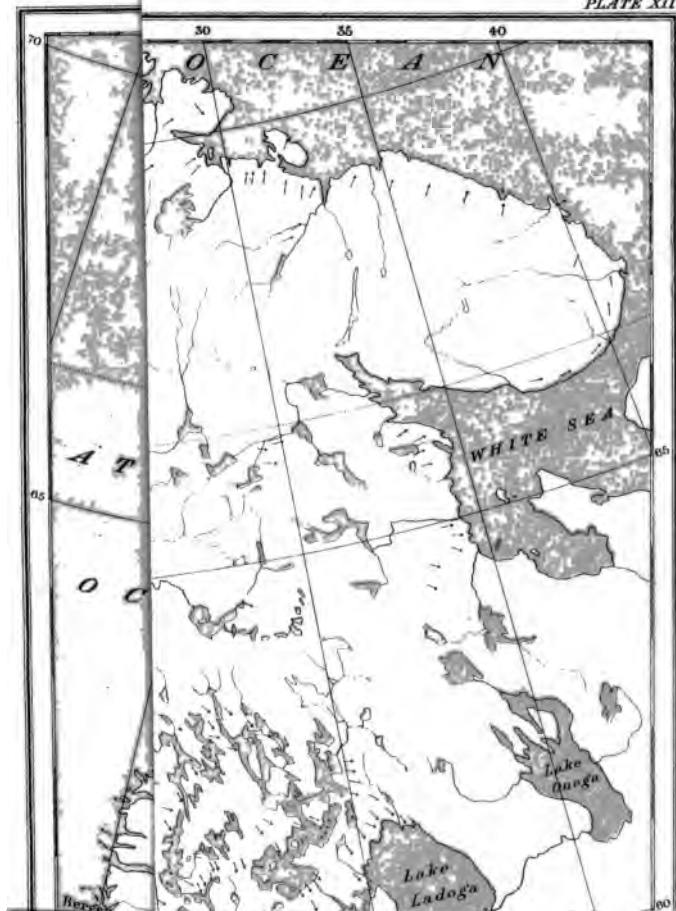 PLATE XII
30 35 40
70
O C E A N
WHITE SEA
A T
65
65
O C
Lake
Onega
Lake
Ladoga
60